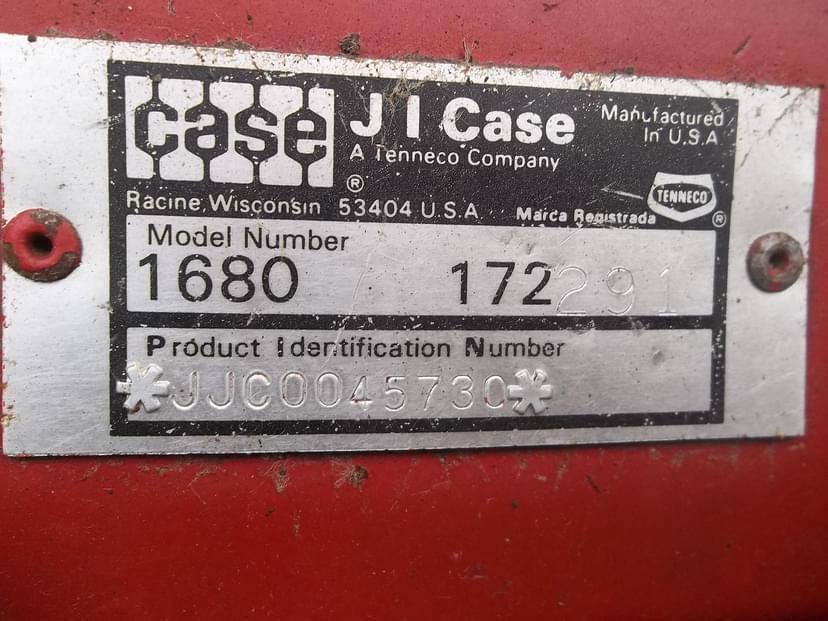 case
J I Case
A Tenneco Company
Manufactured
In U.S.A
®
Racine, Wisconsin 53404 U.S.A
Marca Registrada
TENNECO
®
Model Number
1680 172291
Product Identification Number
*JJC0045730*